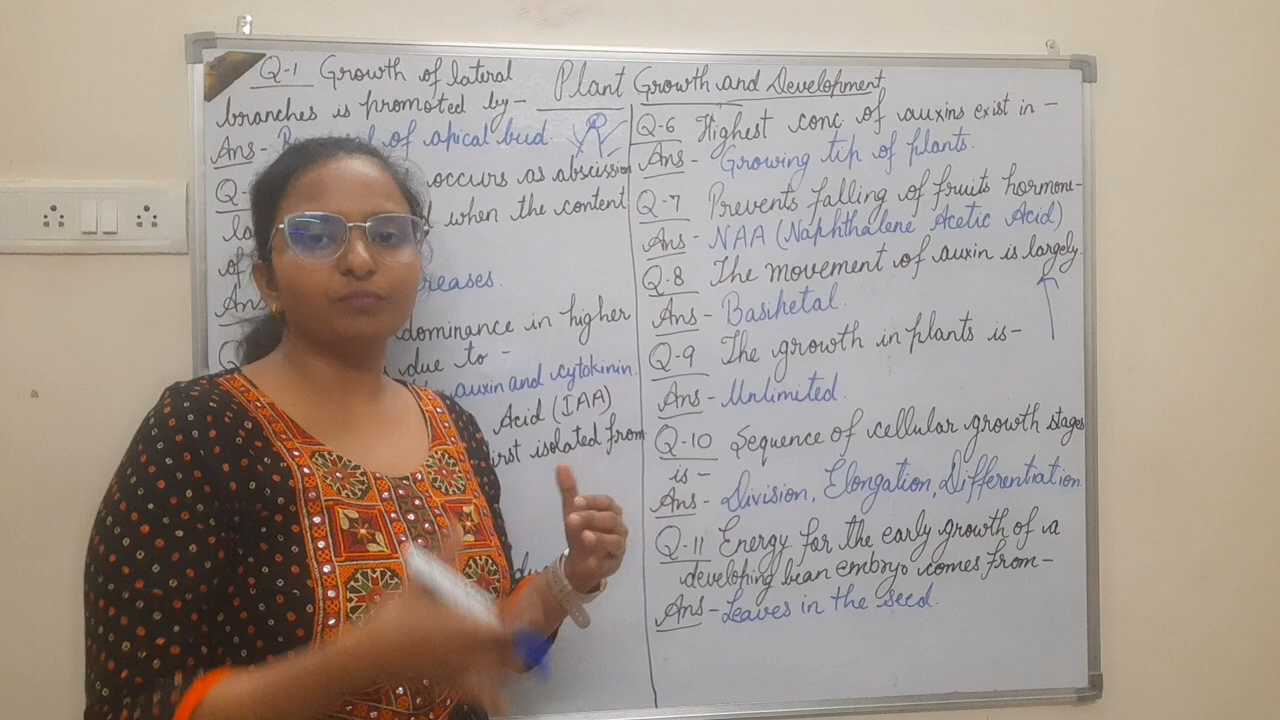 Plant Growth and Development
Q-1 Growth of lateral
branches is promoted by-
Ans- of apical bud.
Q- occurs as abscission
la when the content
of
Ans reases.
Q dominance in higher
due to -
auxin and cytokinin.
Acid (IAA)
irst isolated from
Q-6 Highest conc of auxins exist in -
Ans- Growing tip of plants.
Q-7 Prevents falling of fruits hormone-
Ans- NAA (Naphthalene Acetic Acid)
Q-8 The movement of auxin is largely.
Ans- Basipetal.
Q-9 The growth in plants is-
Ans- Unlimited.
Q-10 Sequence of cellular growth stages
is-
Ans- Division, Elongation, Differentiation.
Q-11 Energy for the early growth of a
developing bean embryo comes from-
Ans- Leaves in the seed.